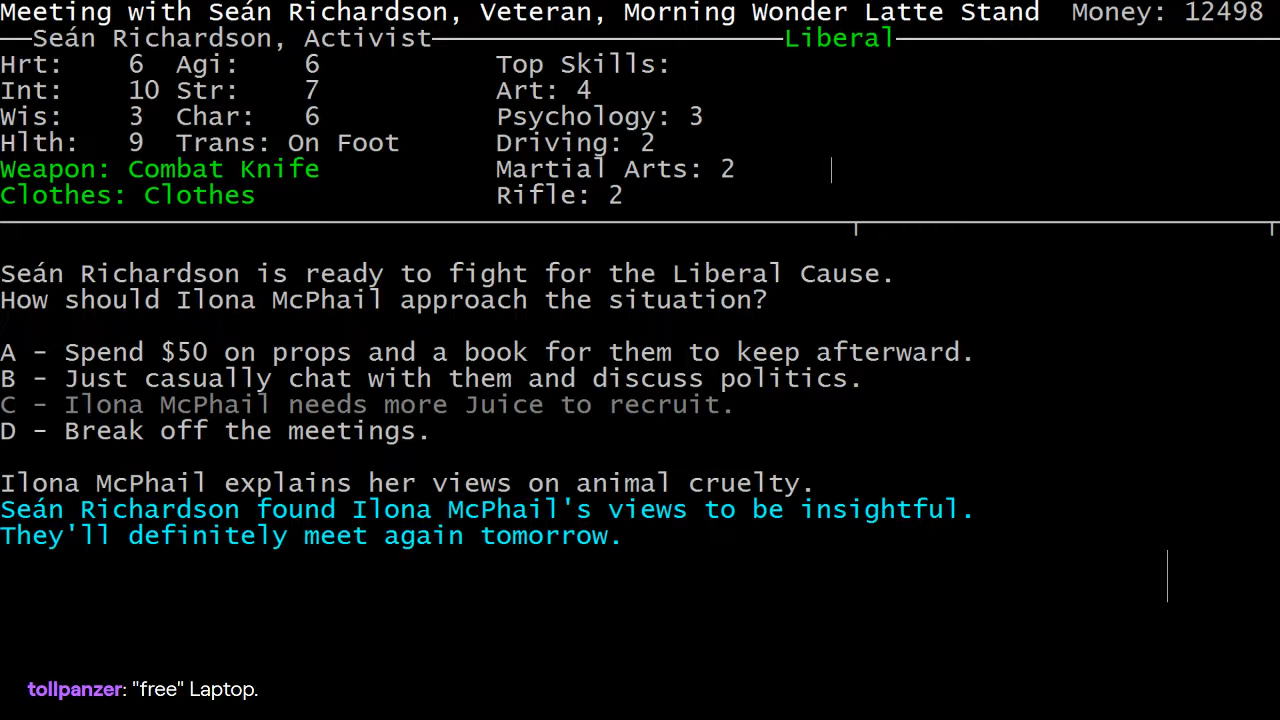 Meeting with Seán Richardson, Veteran, Morning Wonder Latte Stand Money: 12498
Seán Richardson, Activist Liberal
Hrt: 6 Agi: 6 Top Skills:
Int: 10 Str: 7 Art: 4
Wis: 3 Char: 6 Psychology: 3
Hlth: 9 Trans: On Foot Driving: 2
Weapon: Combat Knife Martial Arts: 2
Clothes: Clothes Rifle: 2
Seán Richardson is ready to fight for the Liberal Cause.
How should Ilona McPhail approach the situation?
A - Spend $50 on props and a book for them to keep afterward.
B - Just casually chat with them and discuss politics.
C - Ilona McPhail needs more Juice to recruit.
D - Break off the meetings.
Ilona McPhail explains her views on animal cruelty.
Seán Richardson found Ilona McPhail's views to be insightful.
They'll definitely meet again tomorrow.
tollpanzer: "free" Laptop.